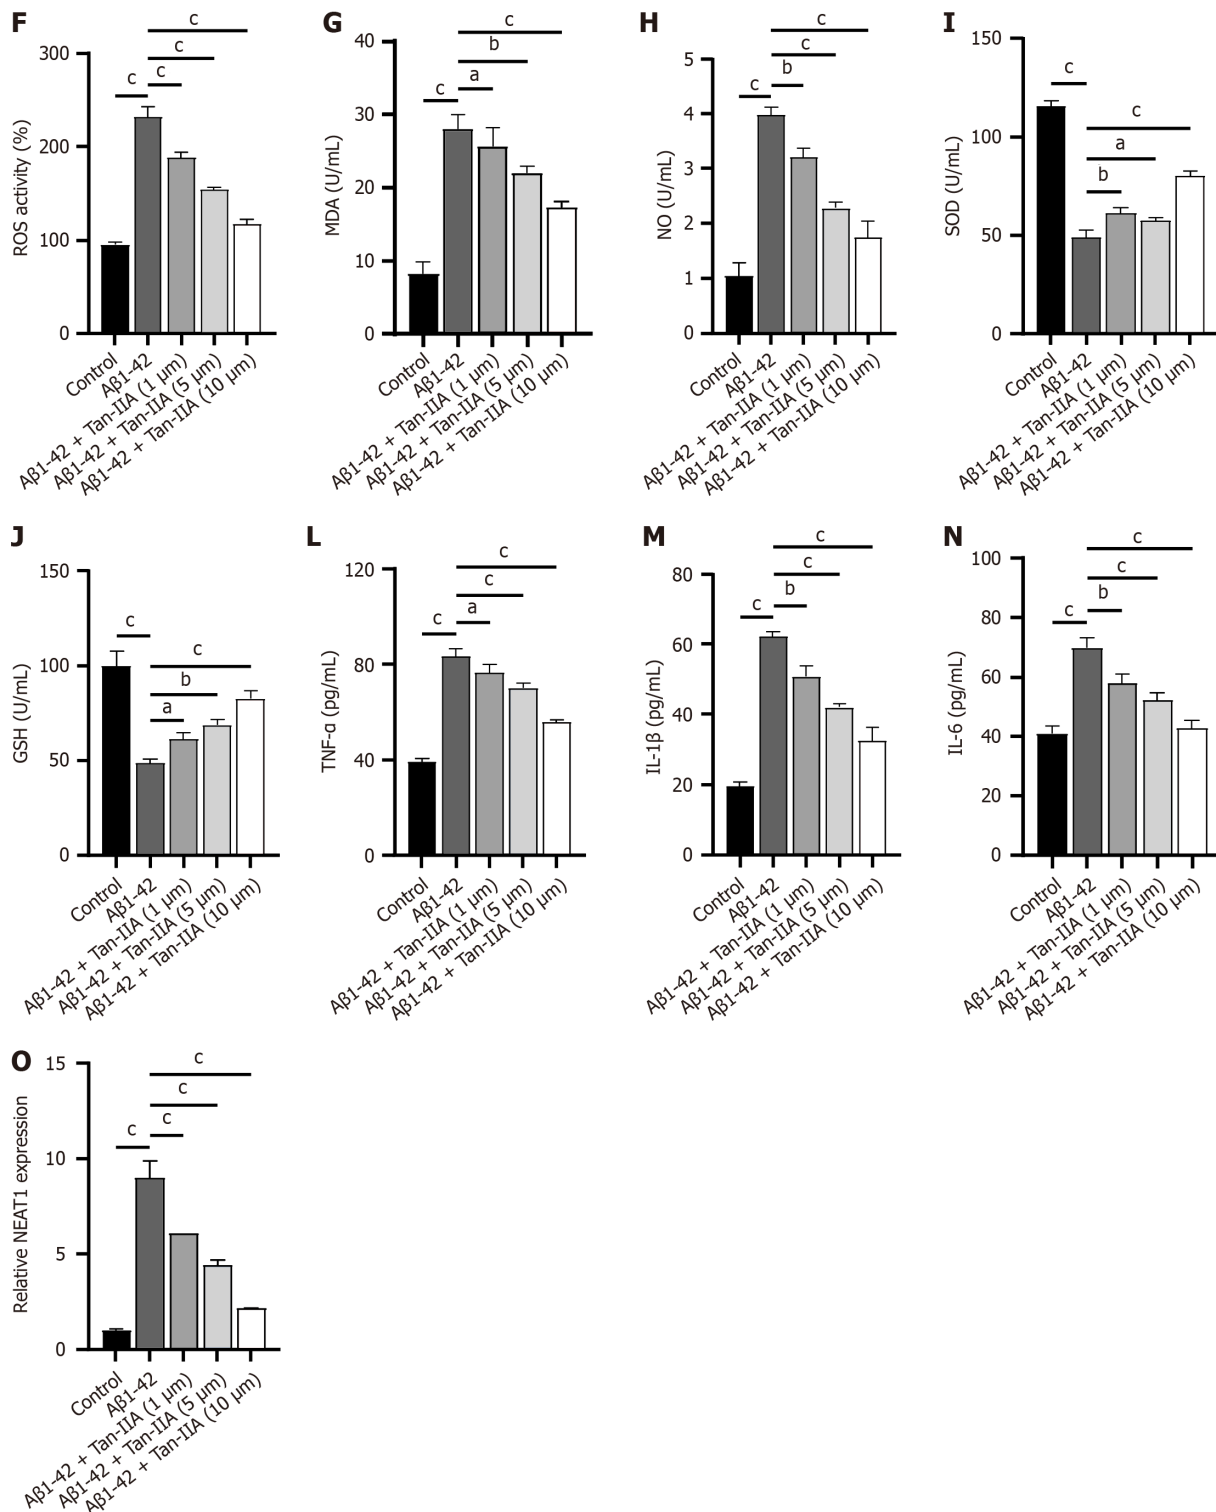 F
ROS activity (%)
300
200
100
0
c
c
c
c
Control
Aβ1-42
Aβ1-42 + Tan-IIA (1 μm)
Aβ1-42 + Tan-IIA (5 μm)
Aβ1-42 + Tan-IIA (10 μm)
G
MDA (U/mL)
40
30
20
10
0
c
b
a
c
Control
Aβ1-42
Aβ1-42 + Tan-IIA (1 μm)
Aβ1-42 + Tan-IIA (5 μm)
Aβ1-42 + Tan-IIA (10 μm)
H
NO (U/mL)
5
4
3
2
1
0
c
c
b
c
Control
Aβ1-42
Aβ1-42 + Tan-IIA (1 μm)
Aβ1-42 + Tan-IIA (5 μm)
Aβ1-42 + Tan-IIA (10 μm)
I
SOD (U/mL)
150
100
50
0
c
c
a
b
Control
Aβ1-42
Aβ1-42 + Tan-IIA (1 μm)
Aβ1-42 + Tan-IIA (5 μm)
Aβ1-42 + Tan-IIA (10 μm)
J
GSH (U/mL)
150
100
50
0
c
c
b
a
Control
Aβ1-42
Aβ1-42 + Tan-IIA (1 μm)
Aβ1-42 + Tan-IIA (5 μm)
Aβ1-42 + Tan-IIA (10 μm)
L
TNF-α (pg/mL)
120
80
40
0
c
c
a
c
Control
Aβ1-42
Aβ1-42 + Tan-IIA (1 μm)
Aβ1-42 + Tan-IIA (5 μm)
Aβ1-42 + Tan-IIA (10 μm)
M
IL-1β (pg/mL)
80
60
40
20
0
c
c
b
c
Control
Aβ1-42
Aβ1-42 + Tan-IIA (1 μm)
Aβ1-42 + Tan-IIA (5 μm)
Aβ1-42 + Tan-IIA (10 μm)
N
IL-6 (pg/mL)
100
80
60
40
20
0
c
c
b
c
Control
Aβ1-42
Aβ1-42 + Tan-IIA (1 μm)
Aβ1-42 + Tan-IIA (5 μm)
Aβ1-42 + Tan-IIA (10 μm)
O
Relative NEAT1 expression
15
10
5
0
c
c
c
c
Control
Aβ1-42
Aβ1-42 + Tan-IIA (1 μm)
Aβ1-42 + Tan-IIA (5 μm)
Aβ1-42 + Tan-IIA (10 μm)